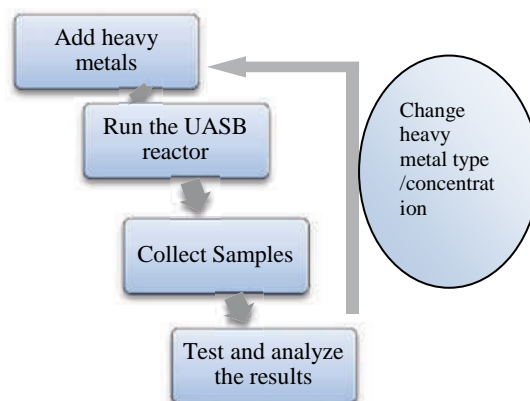 Add heavy
metals
Run the UASB
reactor
Collect Samples
Test and analyze
the results
Change
heavy
metal type
/concentrat
ion